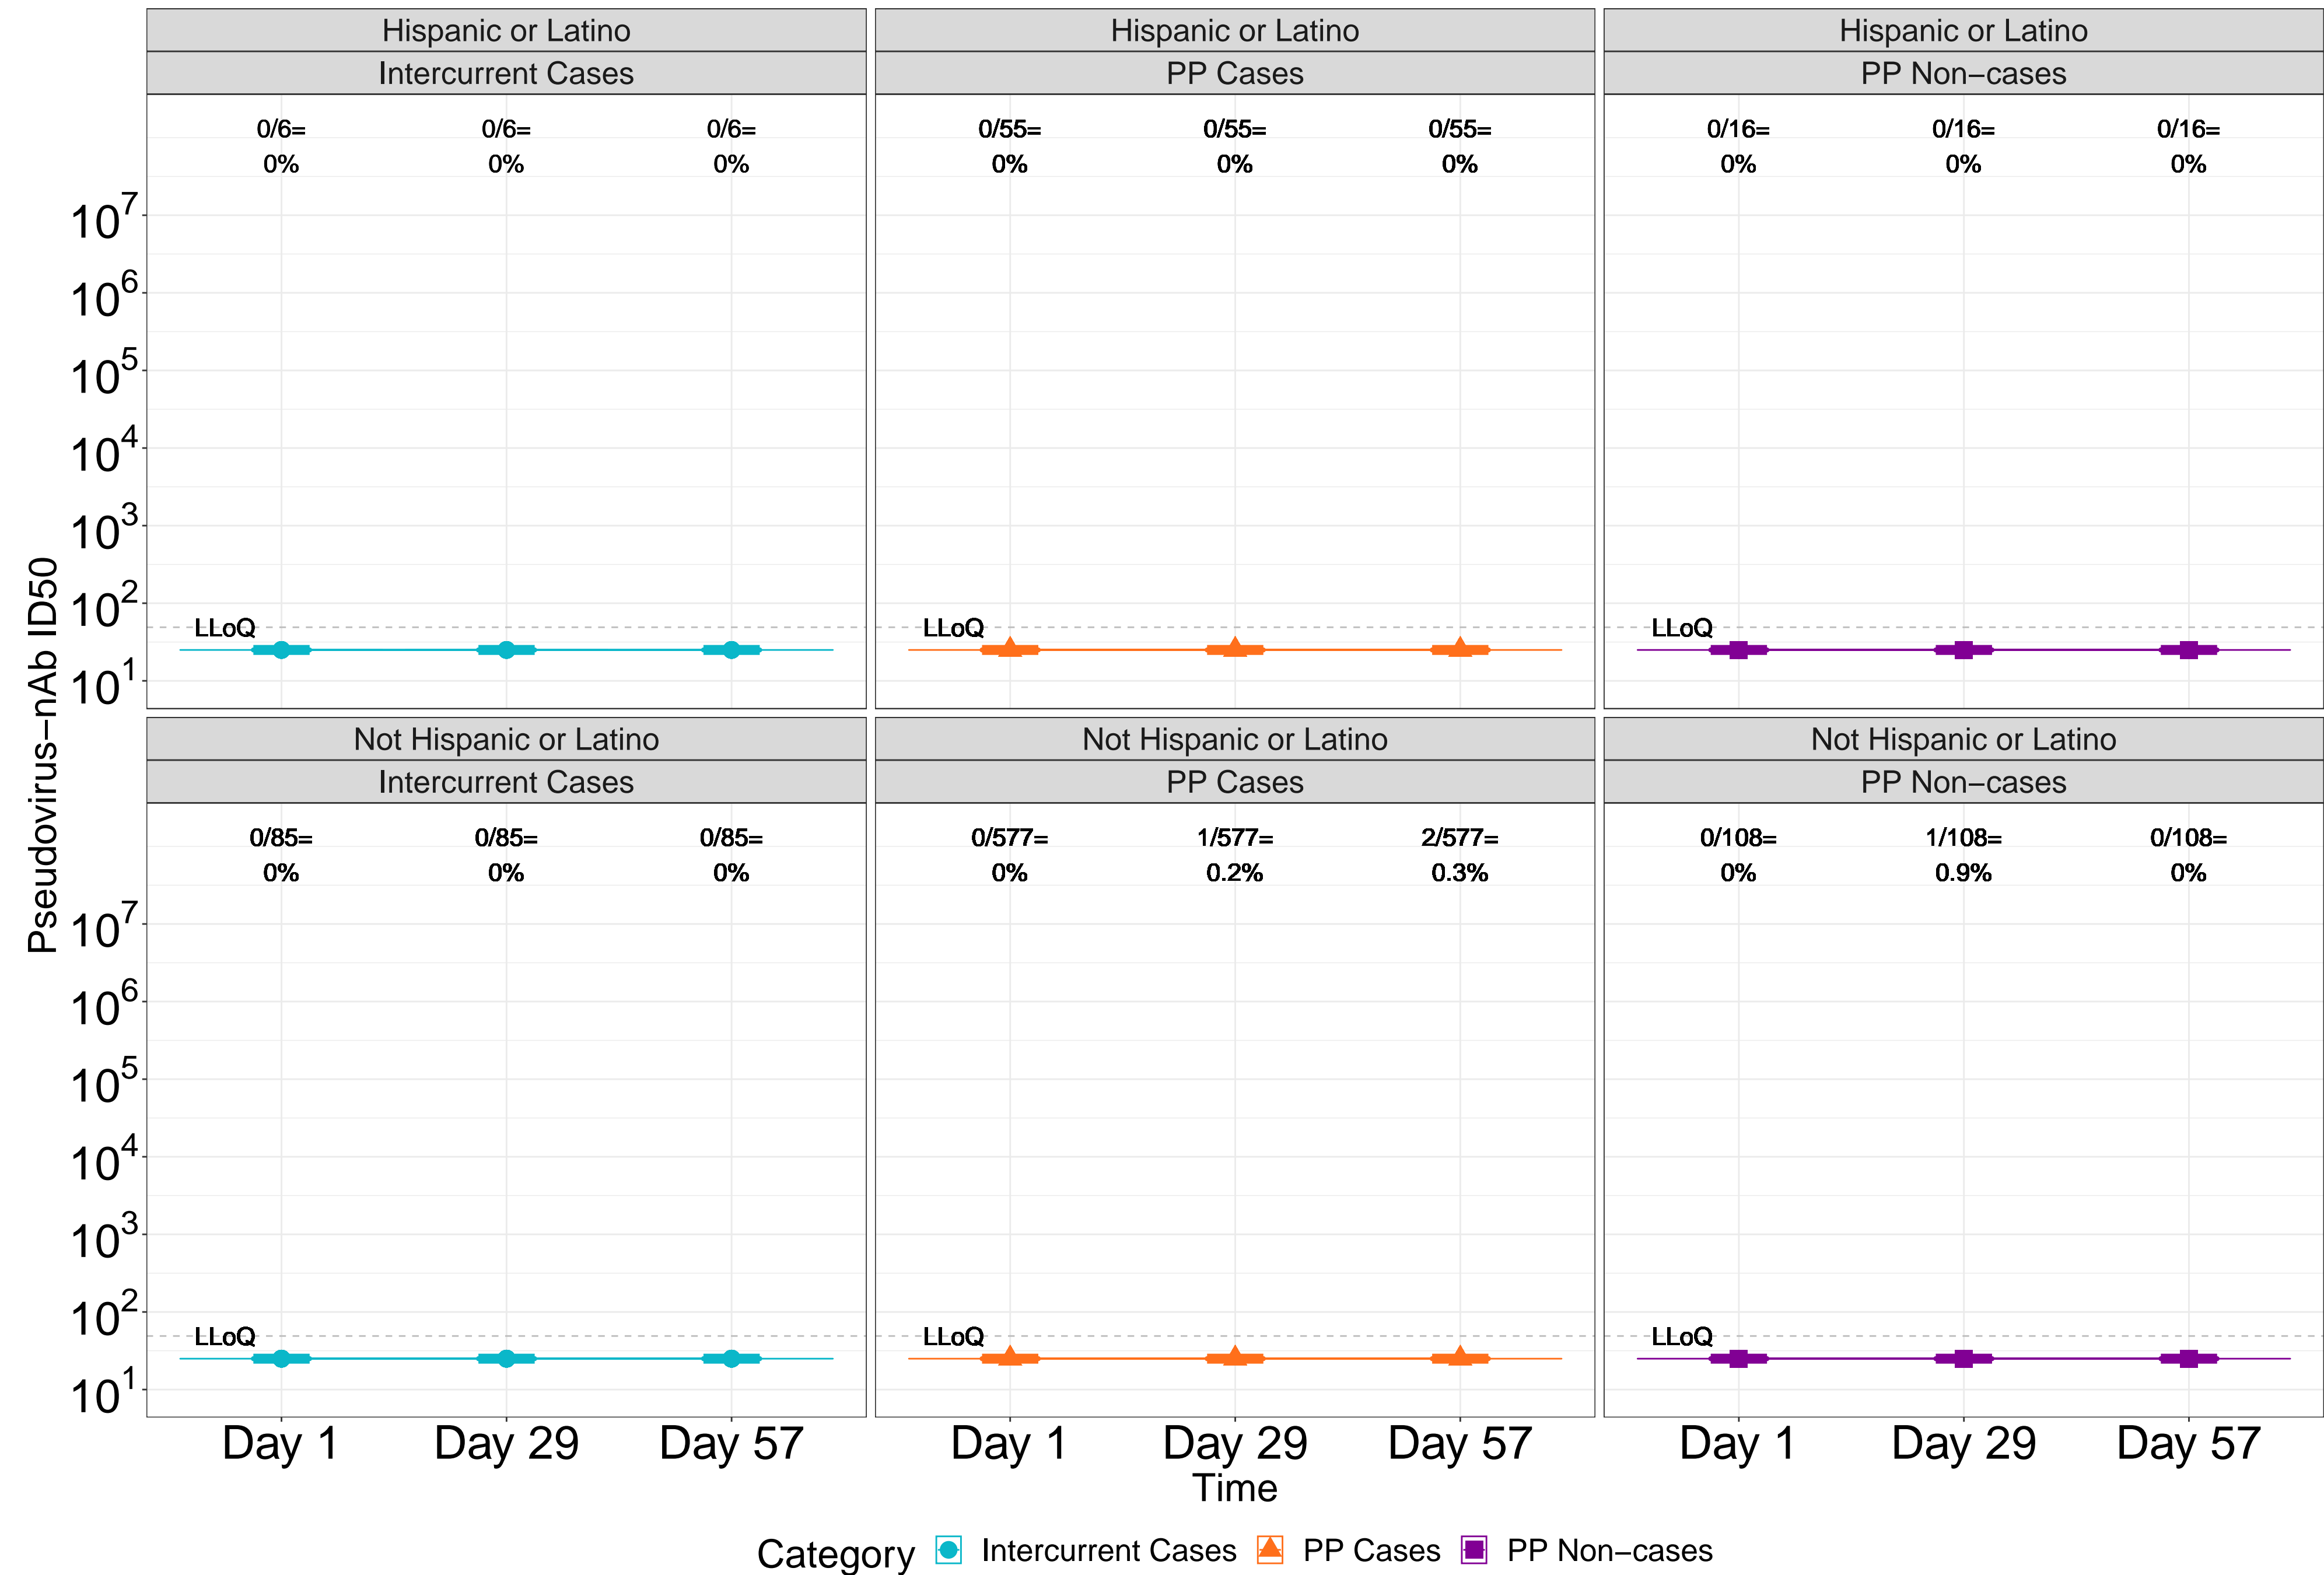 Hispanic or Latino
Intercurrent Cases
Hispanic or Latino
PP Cases
Hispanic or Latino
PP Non−cases
Pseudovirus−nAb ID50
0/6= 0/6= 0/6=
0% 0% 0%
0/55= 0/55= 0/55=
0% 0% 0%
0/16= 0/16= 0/16=
0% 0% 0%
10^7
10^6
10^5
10^4
10^3
10^2
10^1
LLoQ
LLoQ
LLoQ
Not Hispanic or Latino
Intercurrent Cases
Not Hispanic or Latino
PP Cases
Not Hispanic or Latino
PP Non−cases
0/85= 0/85= 0/85=
0% 0% 0%
0/577= 1/577= 2/577=
0% 0.2% 0.3%
0/108= 1/108= 0/108=
0% 0.9% 0%
10^7
10^6
10^5
10^4
10^3
10^2
10^1
LLoQ
LLoQ
LLoQ
Day 1 Day 29 Day 57
Day 1 Day 29 Day 57
Day 1 Day 29 Day 57
Time
Category Intercurrent Cases PP Cases PP Non−cases